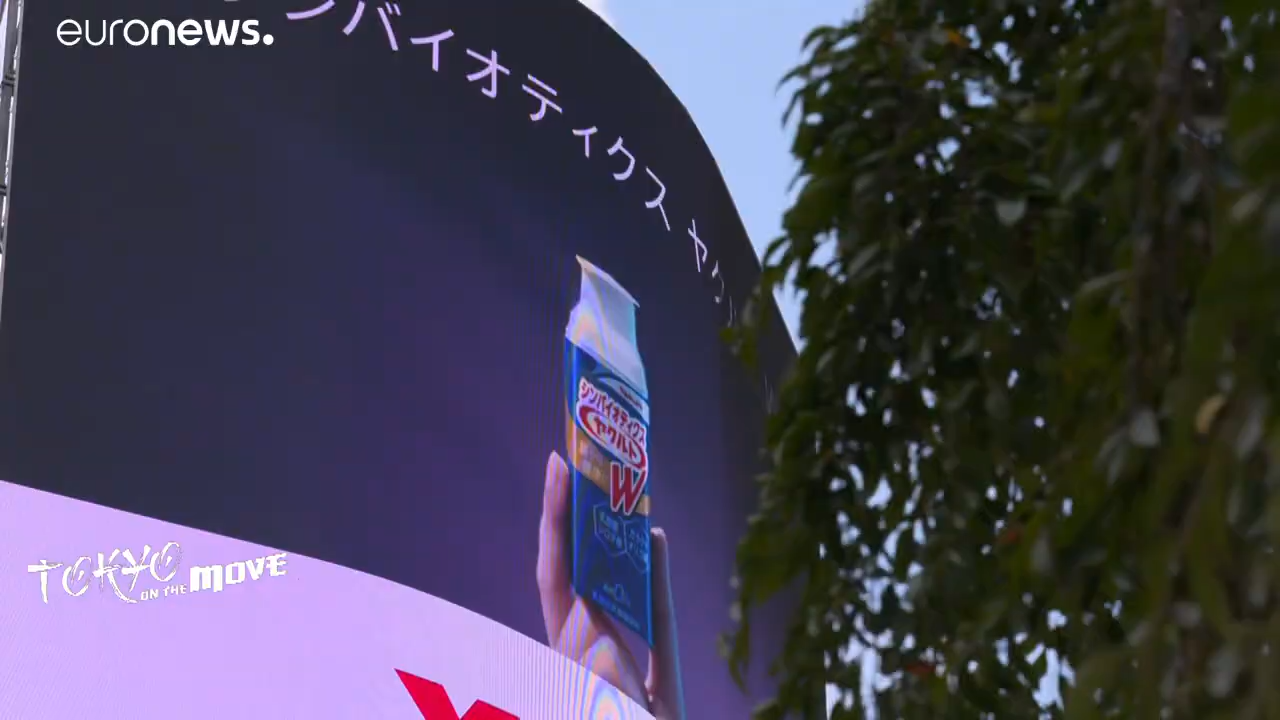 euronews.
ンバイオティクス ヤク
シンバイオティクス
ヤクルト
W
TOKYO
ON THE MOVE